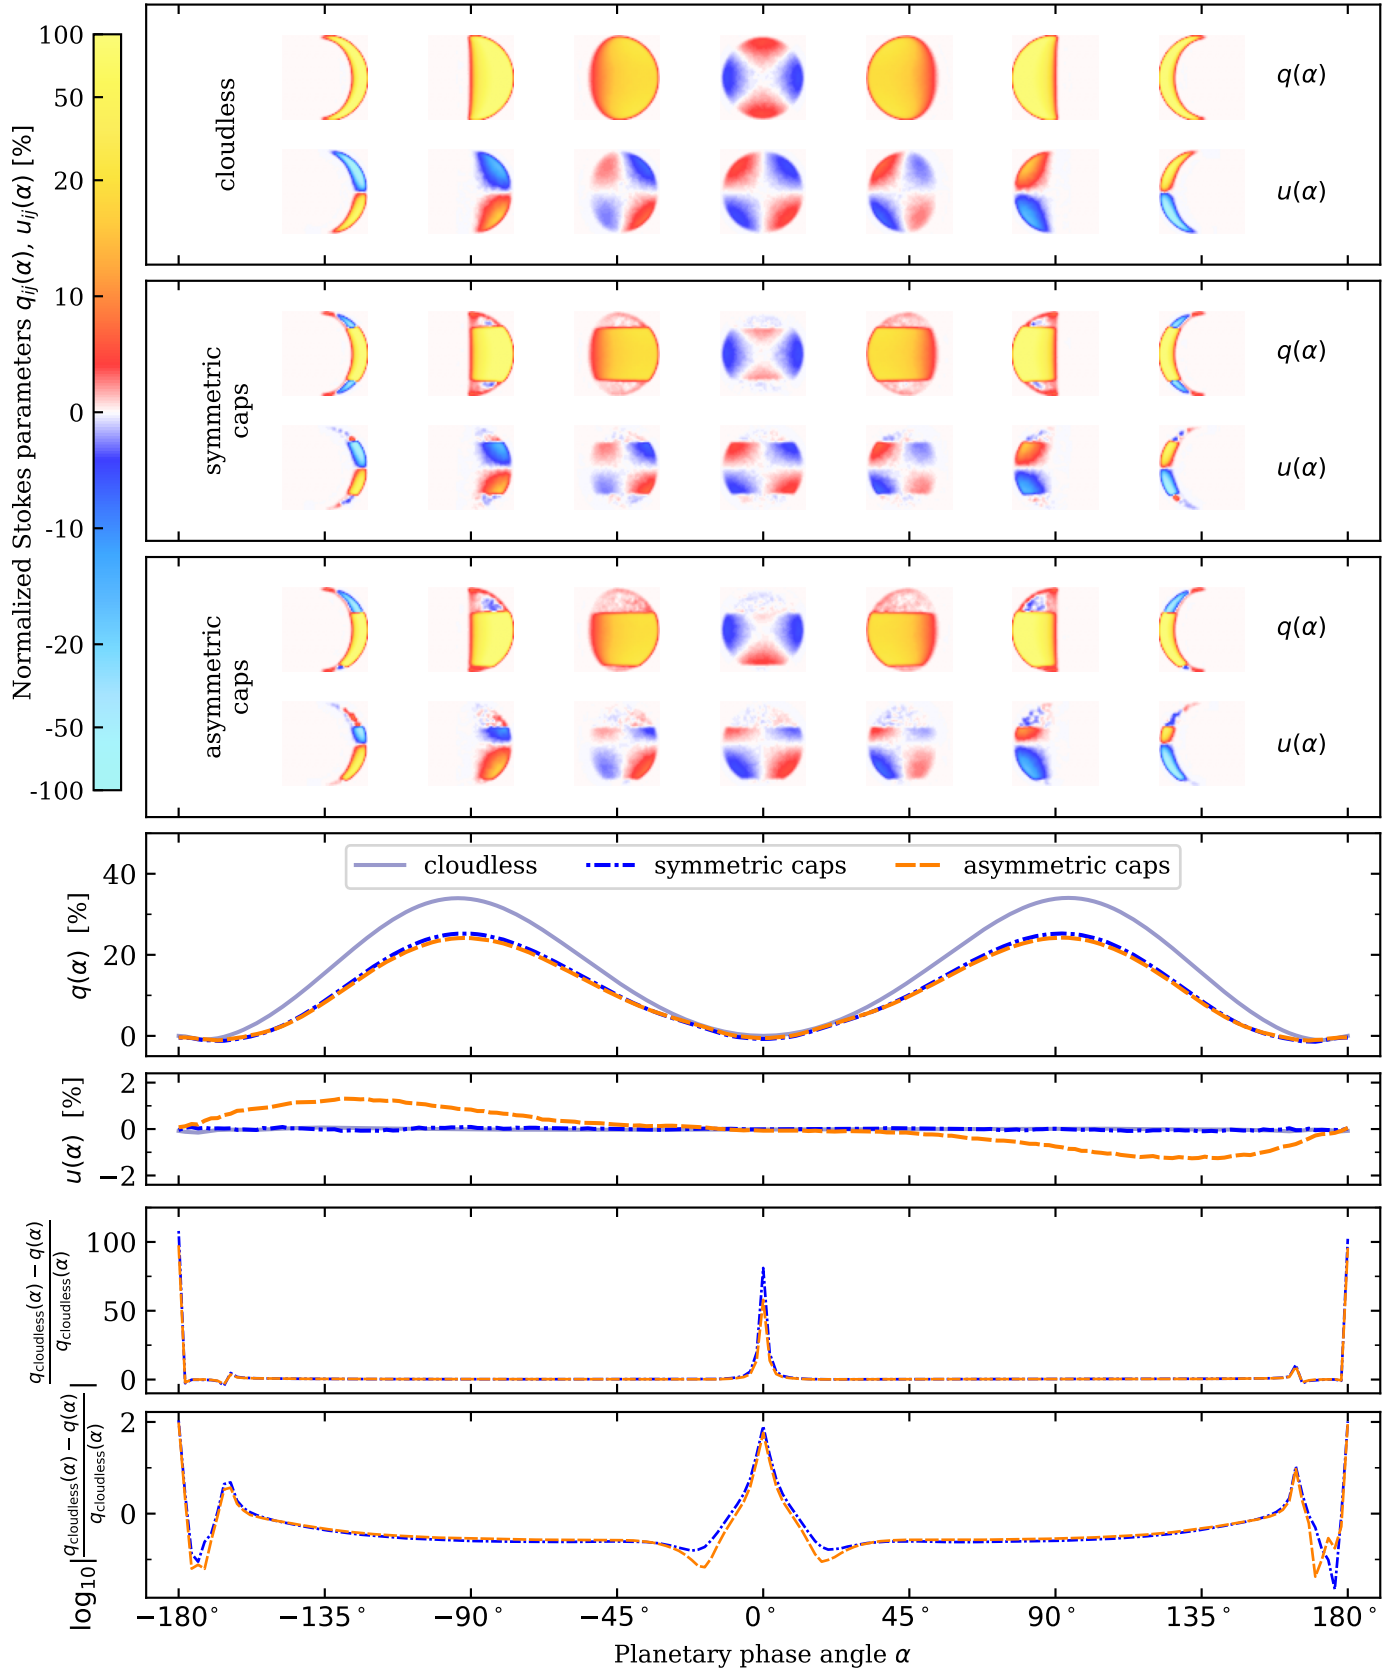 Normalized Stokes parameters q_ij(α), u_ij(α) [%]
100
50
20
10
0
-10
-20
-50
-100
cloudless
q(α)
u(α)
symmetric
caps
q(α)
u(α)
asymmetric
caps
q(α)
u(α)
q(α) [%]
40
20
0
cloudless symmetric caps asymmetric caps
u(α) [%]
2
0
−2
q_cloudless(α) − q(α)
q_cloudless(α)
100
50
0
log₁₀|q_cloudless(α) − q(α)|
q_cloudless(α)
2
0
−180° −135° −90° −45° 0° 45° 90° 135° 180°
Planetary phase angle α